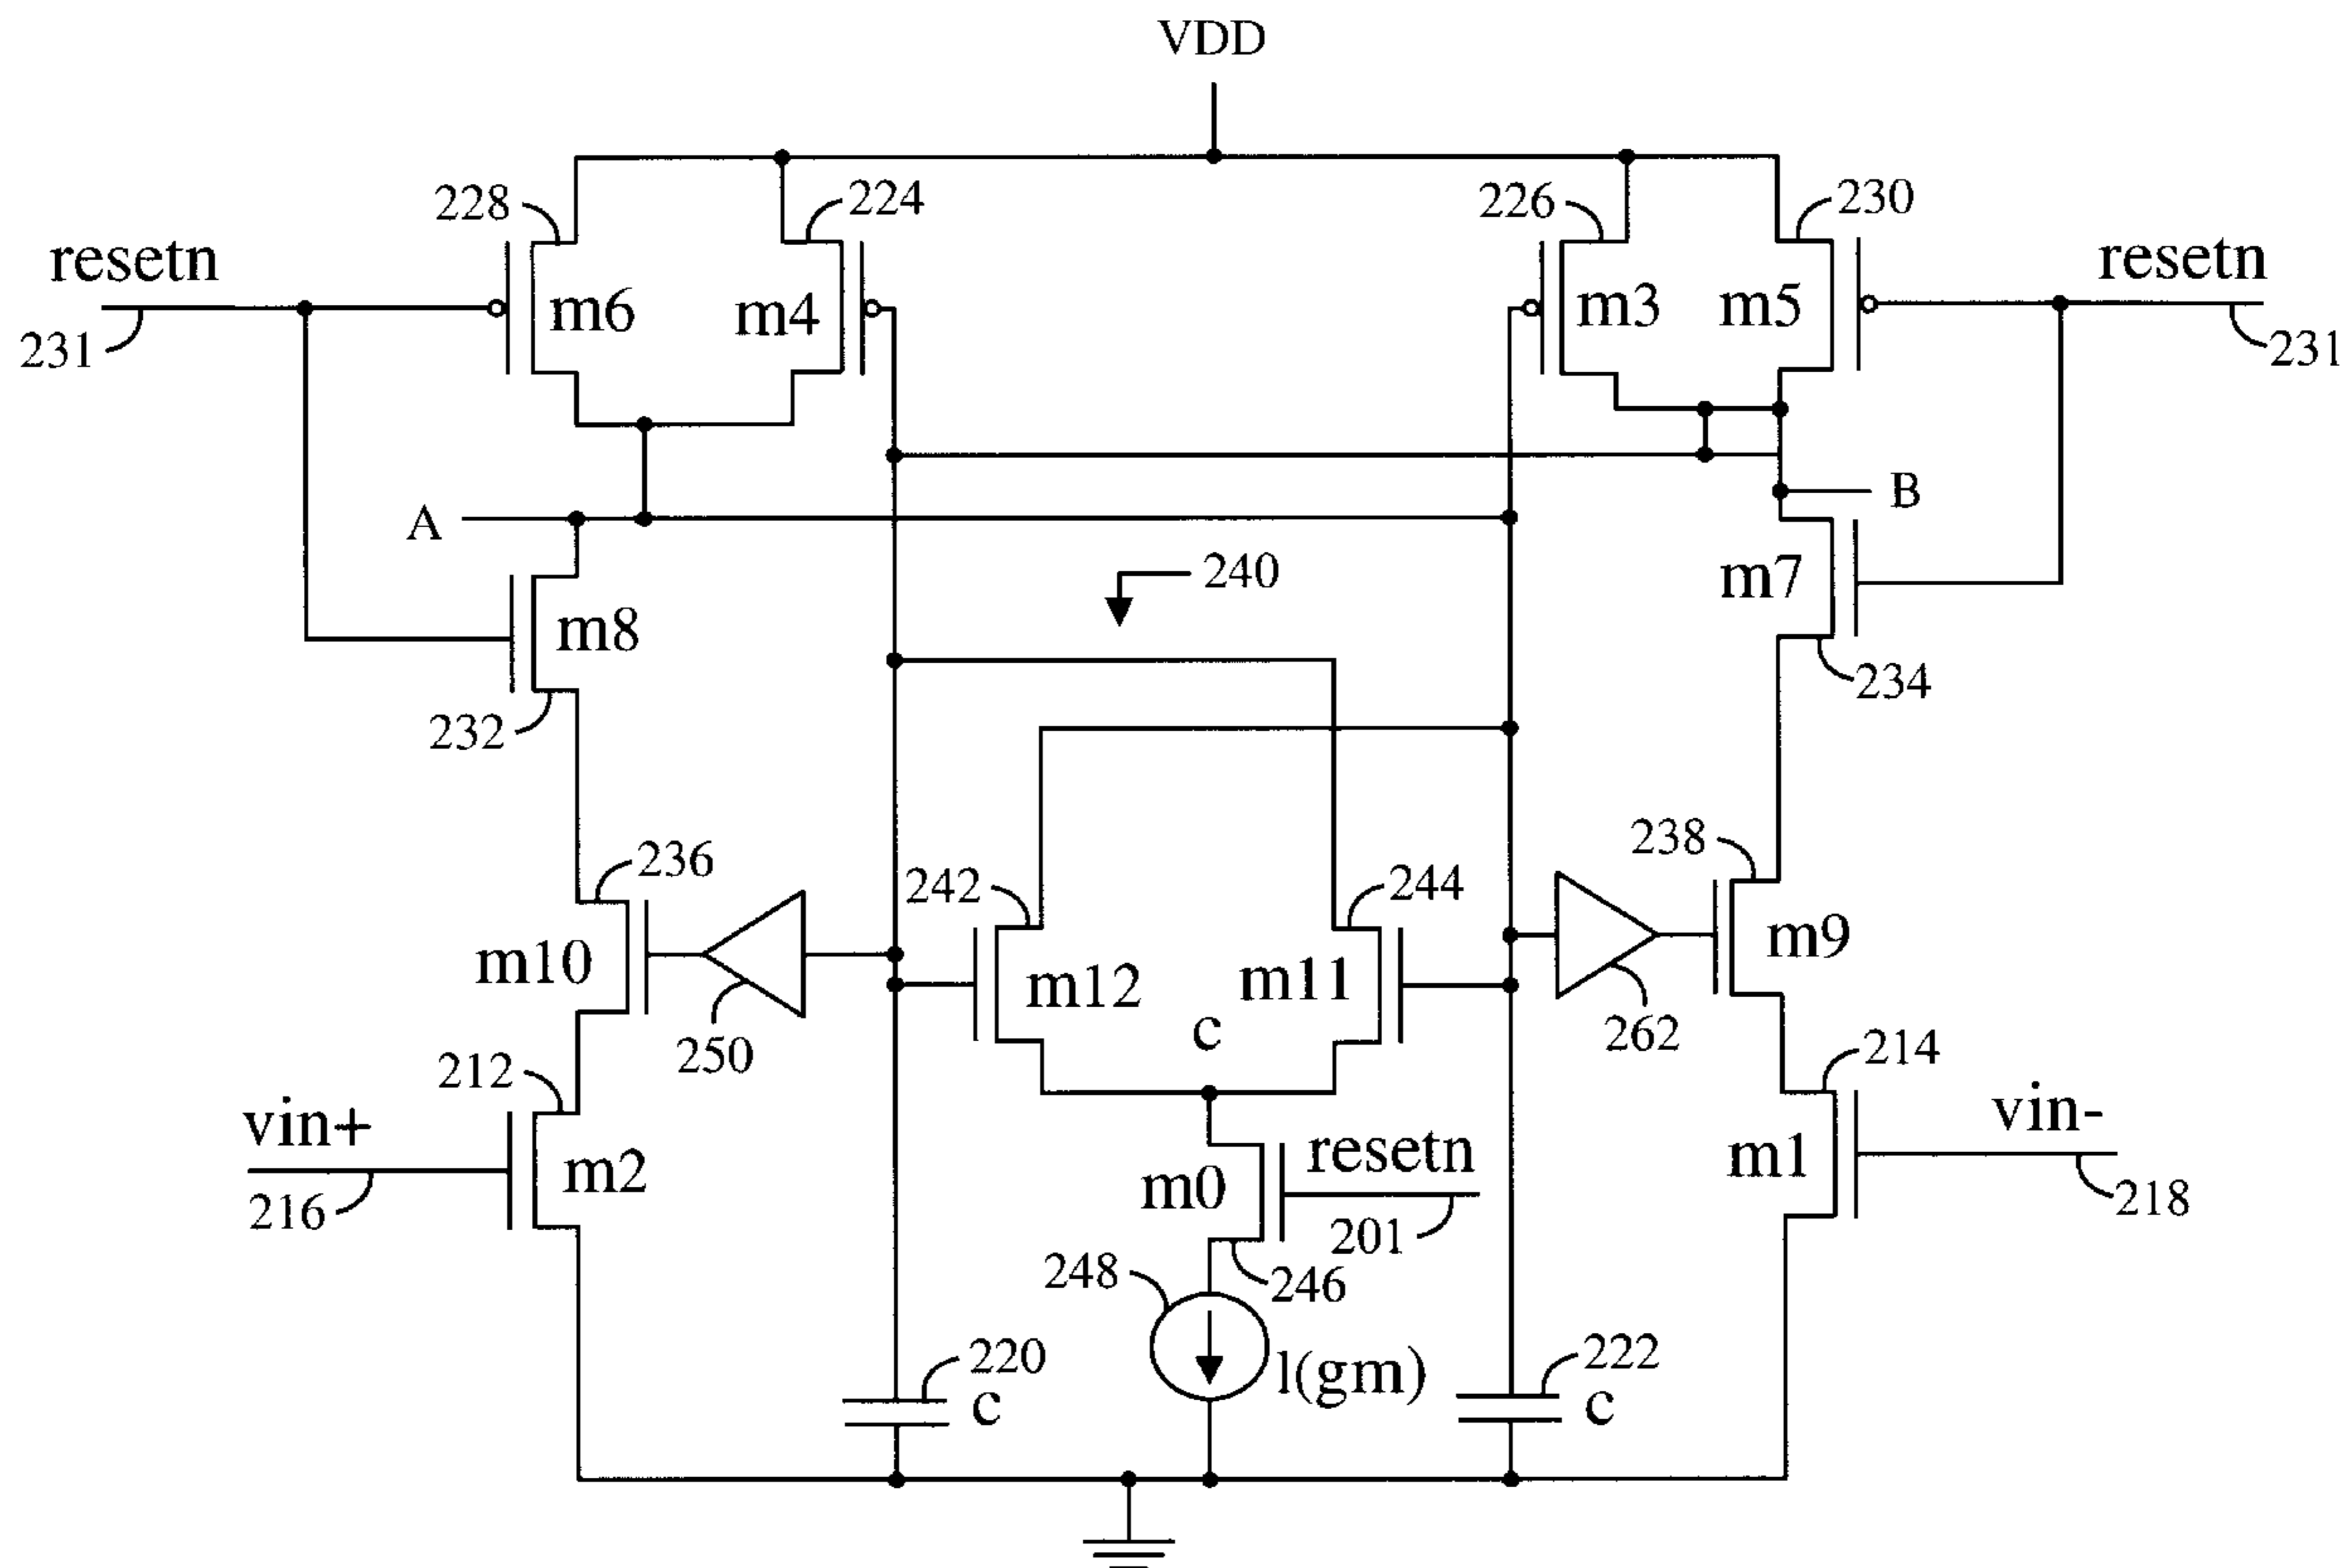 VDD
228
224
226
230
resetn
resetn
m6
m4
m3
m5
231
231
A
B
240
m7
m8
234
232
238
236
242
244
m9
m10
m12
m11
c
250
262
212
214
vin+
vin-
resetn
m2
m0
m1
216
201
218
248
246
220
222
l(gm)
c
c